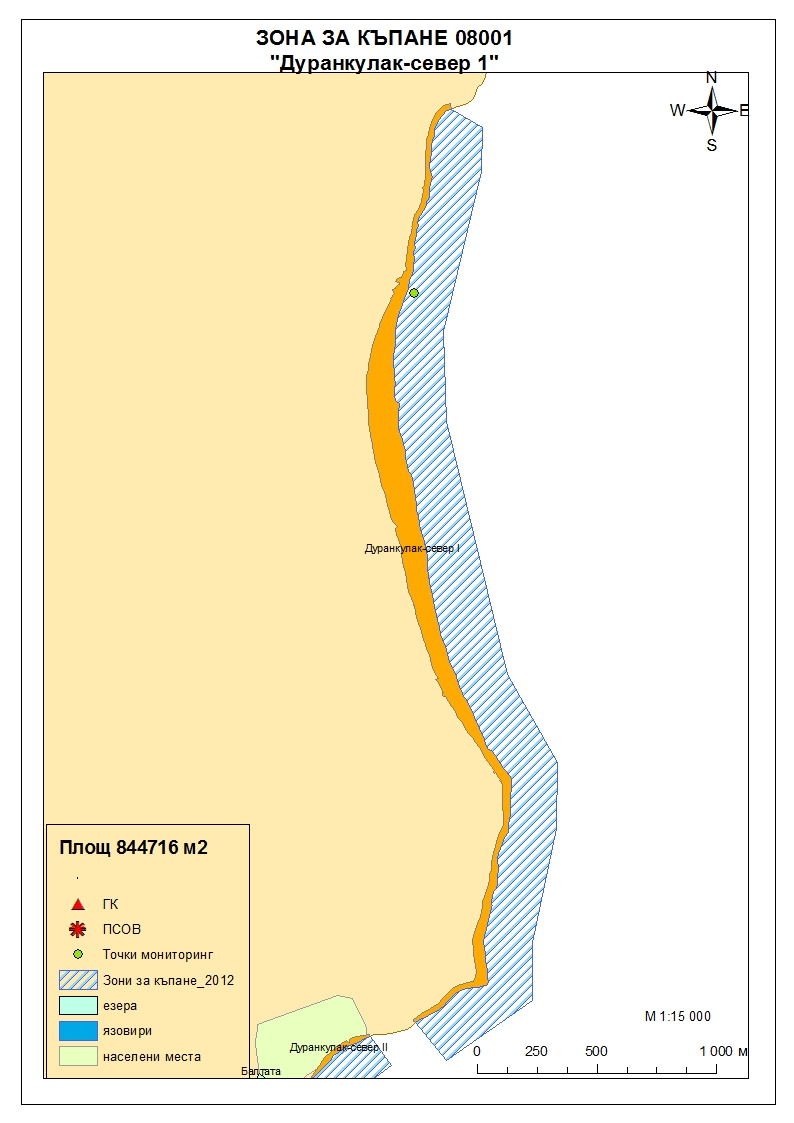 ЗОНА ЗА КЪПАНЕ 08001
"Дуранкулак-север 1"
N
W E
S
Дуранкулак-север I
Площ 844716 м2
ГК
ПСОВ
Точки мониторинг
Зони за къпане_2012
езера
язовири
населени места
Дуранкулак-север II
Балтата
М 1:15 000
0 250 500 1 000 м